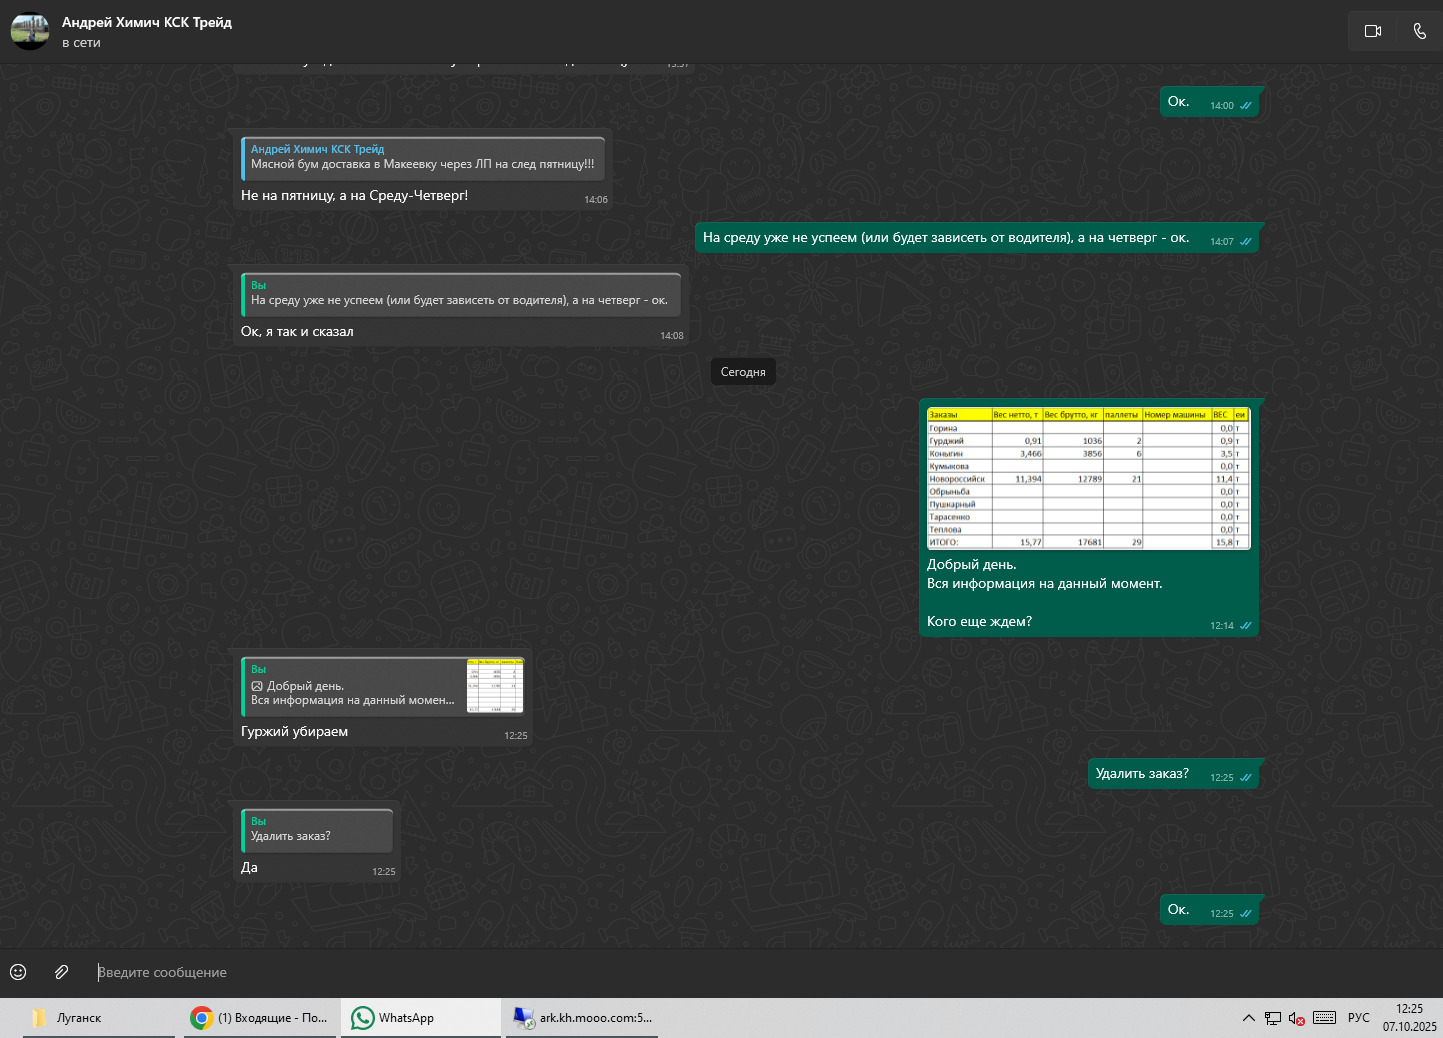 Андрей Химич КСК Трейд
в сети
Ок. 14:00
Андрей Химич КСК Трейд
Мясной бум доставка в Макеевку через ЛП на след пятницу!!!
Не на пятницу, а на Среду-Четверг! 14:06
На среду уже не успеем (или будет зависеть от водителя), а на четверг - ок. 14:07
Вы
На среду уже не успеем (или будет зависеть от водителя), а на четверг - ок.
Ок, я так и сказал 14:08
Сегодня
Заказы Вес нетто, т Вес брутто, кг паллеты Номер машины ВЕС еи
Горина 0,0 т
Гурджий 0,91 1036 2 0,9 т
Коныгин 3,466 3856 6 3,5 т
Кумыкова 0,0 т
Новороссийск 11,394 12789 21 11,4 т
Обрыньба 0,0 т
Пушкарный 0,0 т
Тарасенко 0,0 т
Теплова 0,0 т
ИТОГО: 15,77 17681 29 15,8 т
Добрый день.
Вся информация на данный момент.
Кого еще ждем? 12:14
Вы
Добрый день.
Вся информация на данный момен...
Гуржий убираем 12:25
Удалить заказ? 12:25
Вы
Удалить заказ?
Да 12:25
Ок. 12:25
Введите сообщение
Луганск (1) Входящие - По... WhatsApp ark.kh.mooo.com:5... РУС 12:25
07.10.2025